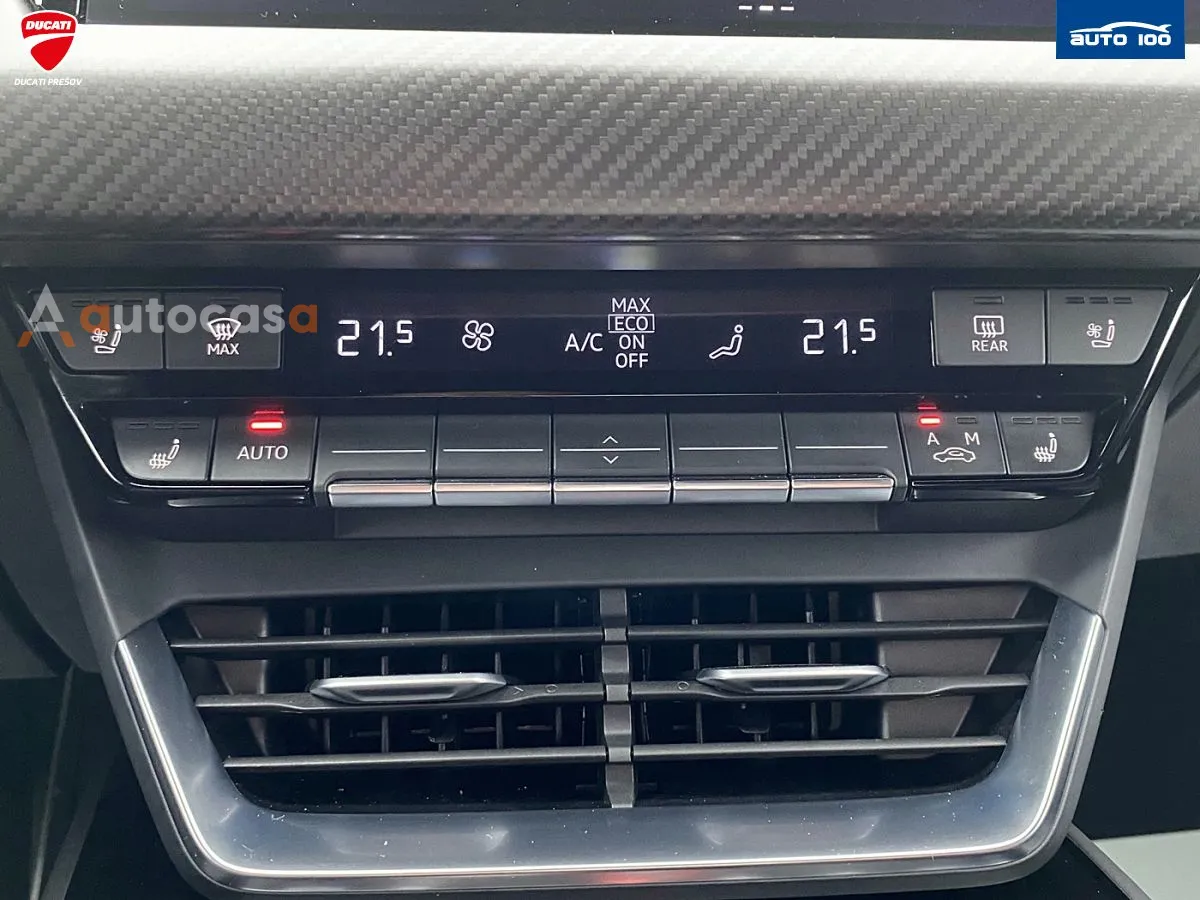 DUCATI
DUCATI PREŠOV
AUTO 100
autocasa
MAX
21.5
A/C
MAX
ECO
ON
OFF
21.5
REAR
AUTO
A M